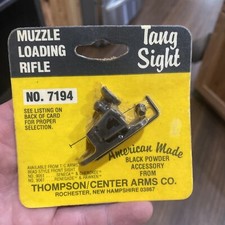 MUZZLE
LOADING
RIFLE
Tang
Sight
NO. 7194
SEE LISTING ON
BACK OF CARD
FOR PROPER
SELECTION.
American Made
BLACK POWDER
ACCESSORY
FROM
THOMPSON/CENTER ARMS CO.
ROCHESTER, NEW HAMPSHIRE 03867